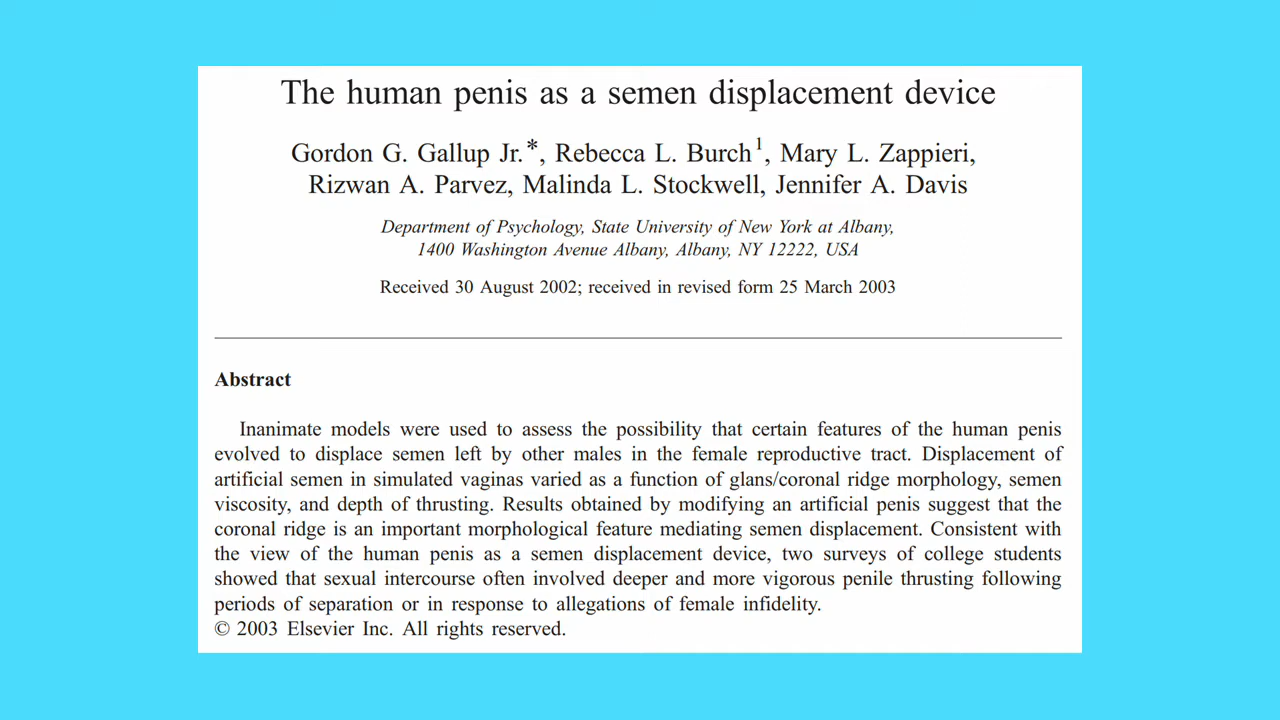 The human penis as a semen displacement device
Gordon G. Gallup Jr.*, Rebecca L. Burch1, Mary L. Zappieri,
Rizwan A. Parvez, Malinda L. Stockwell, Jennifer A. Davis
Department of Psychology, State University of New York at Albany,
1400 Washington Avenue Albany, Albany, NY 12222, USA
Received 30 August 2002; received in revised form 25 March 2003
Abstract
Inanimate models were used to assess the possibility that certain features of the human penis
evolved to displace semen left by other males in the female reproductive tract. Displacement of
artificial semen in simulated vaginas varied as a function of glans/coronal ridge morphology, semen
viscosity, and depth of thrusting. Results obtained by modifying an artificial penis suggest that the
coronal ridge is an important morphological feature mediating semen displacement. Consistent with
the view of the human penis as a semen displacement device, two surveys of college students
showed that sexual intercourse often involved deeper and more vigorous penile thrusting following
periods of separation or in response to allegations of female infidelity.
© 2003 Elsevier Inc. All rights reserved.